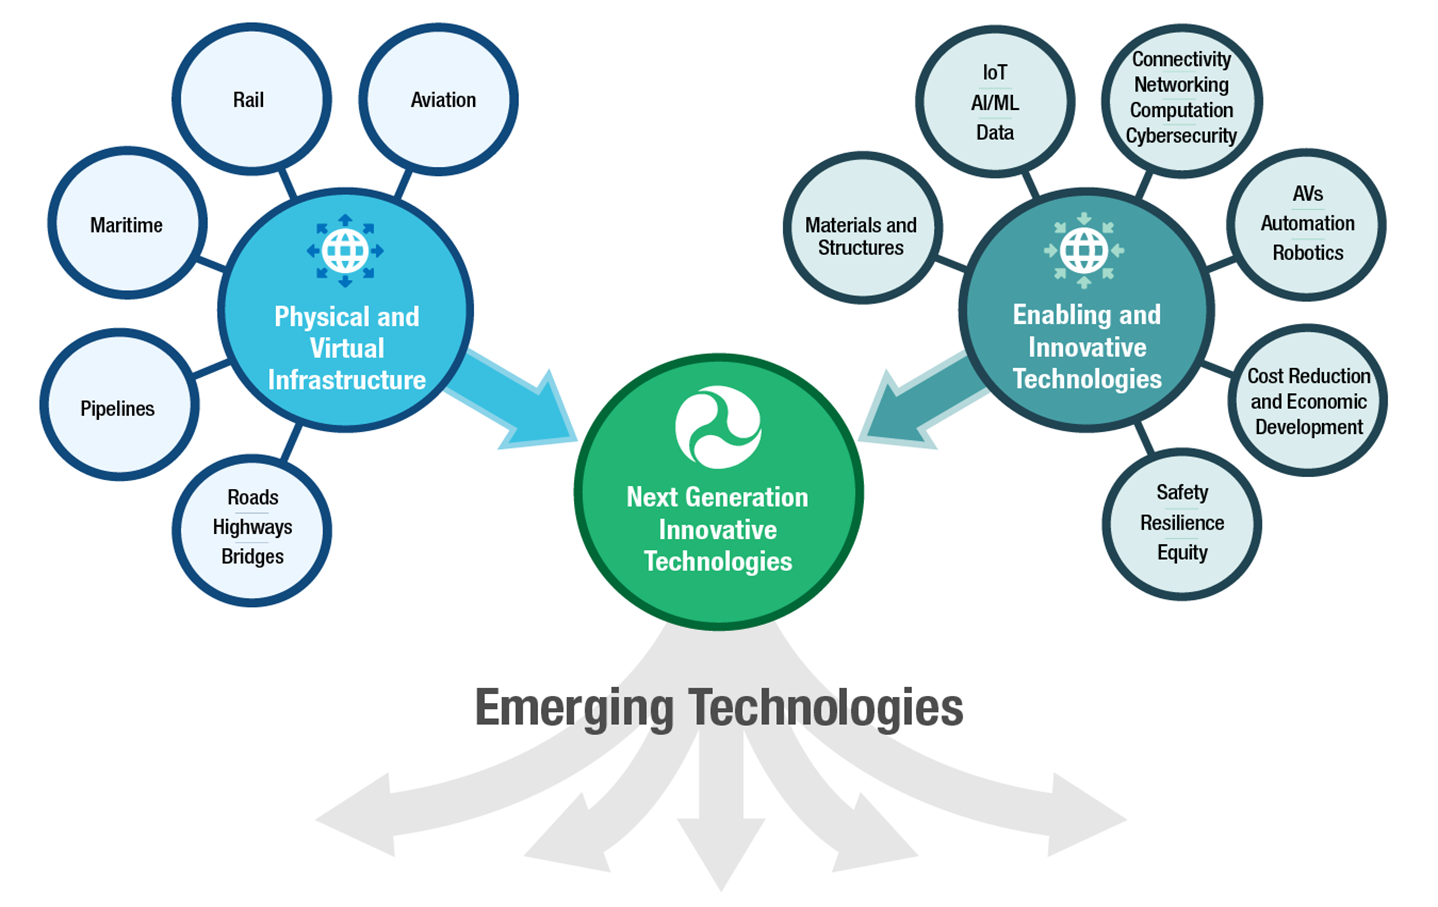 Rail
Aviation
Maritime
Physical and
Virtual
Infrastructure
Pipelines
Roads
Highways
Bridges
IoT
AI/ML
Data
Connectivity
Networking
Computation
Cybersecurity
Materials and
Structures
AVs
Automation
Robotics
Enabling and
Innovative
Technologies
Cost Reduction
and Economic
Development
Safety
Resilience
Equity
Next Generation
Innovative
Technologies
Emerging Technologies